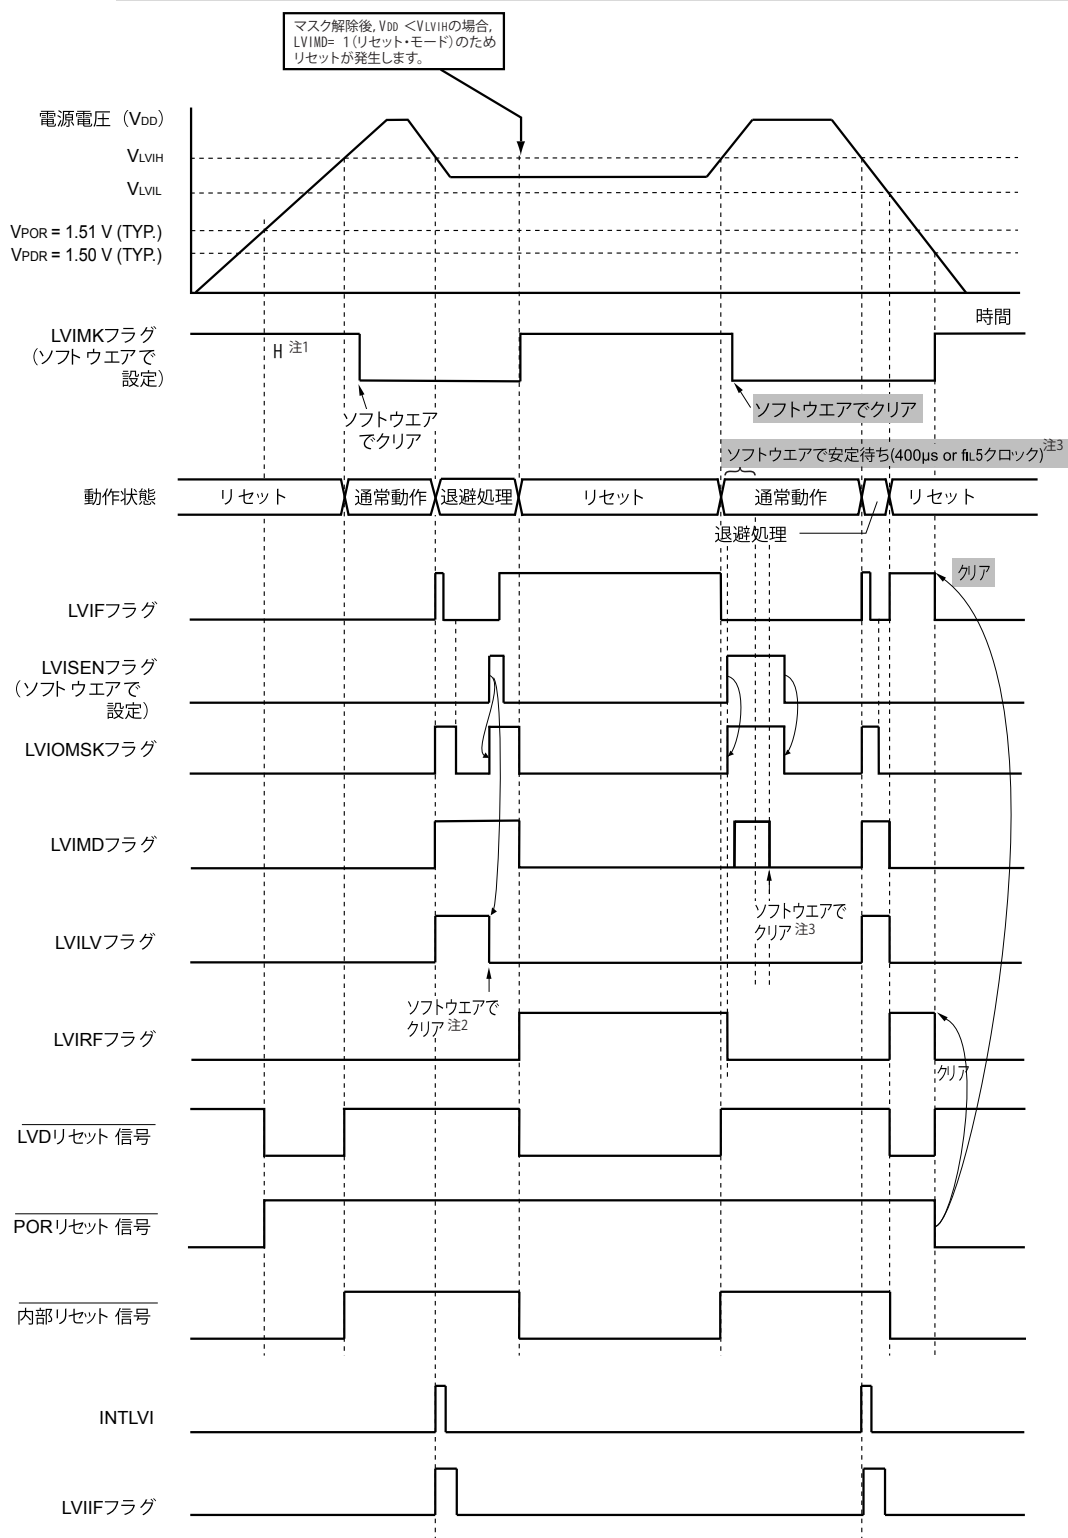 マスク解除後, VDD <VLVIHの場合,
LVIMD= 1(リセット・モード)のため
リセットが発生します。
電源電圧（VDD）
VLVIH
VLVIL
VPOR = 1.51 V (TYP.)
VPDR = 1.50 V (TYP.)
時間
LVIMKフラグ
（ソフトウエアで
設定）
H 注1
ソフトウエア
でクリア
ソフトウエアでクリア
ソフトウエアで安定待ち(400μs or fIL5クロック)注3
動作状態
リセット
通常動作
退避処理
リセット
通常動作
リセット
退避処理
クリア
LVIFフラグ
LVISENフラグ
（ソフトウエアで
設定）
LVIOMSKフラグ
LVIMDフラグ
ソフトウエアで
クリア 注3
LVILVフラグ
ソフトウエアで
クリア 注2
LVIRFフラグ
クリア
LVDリセット信号
PORリセット信号
内部リセット信号
INTLVI
LVIIFフラグ